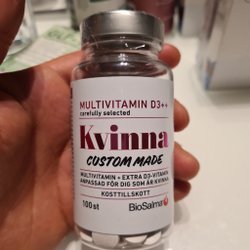 MULTIVITAMIN D3++
carefully selected
Kvinna
CUSTOM MADE
MULTIVITAMIN + EXTRA D3-VITAMIN
ANPASSAD FÖR DIG SOM ÄR KVINNA
KOSTTILLSKOTT
100 st
BioSalma